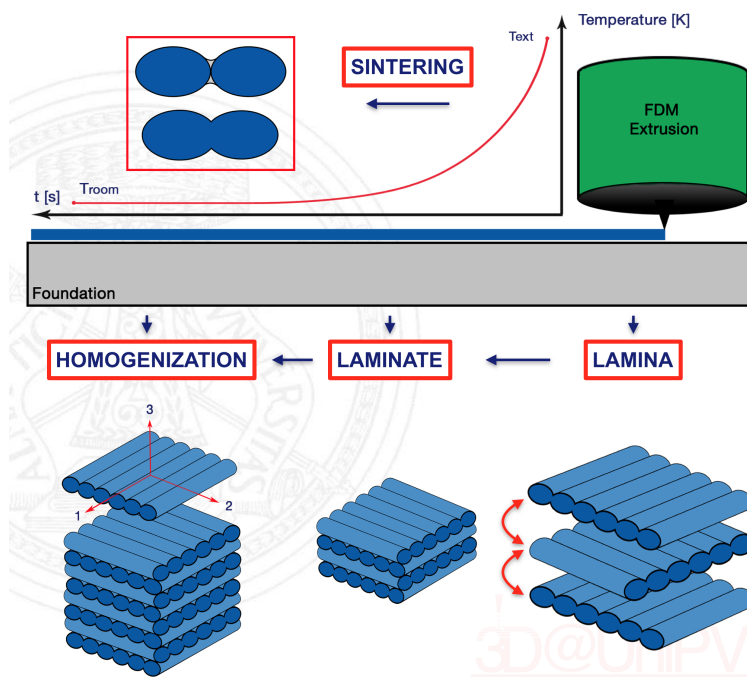 Temperature [K]
Text
SINTERING
FDM
Extrusion
t [s]
Troom
Foundation
HOMOGENIZATION
LAMINATE
LAMINA
3
1
2
3D@UniPV